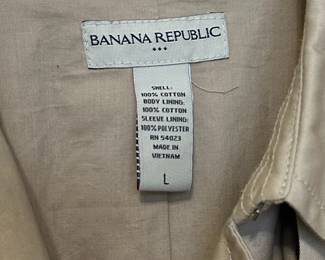 BANANA REPUBLIC
SHELL:
100% COTTON
BODY LINING:
100% COTTON
SLEEVE LINING:
100% POLYESTER
RN 54023
MADE IN
VIETNAM
L